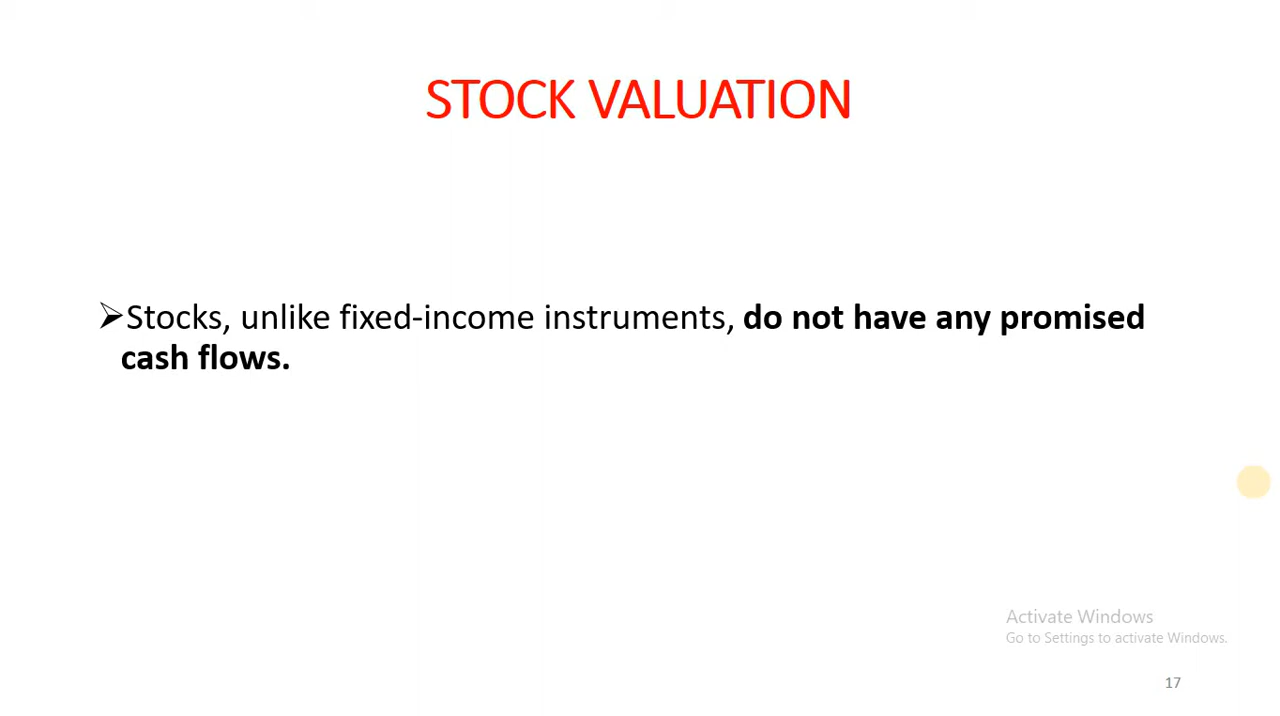 STOCK VALUATION
➢Stocks, unlike fixed-income instruments, do not have any promised
cash flows.
Activate Windows
Go to Settings to activate Windows.
17